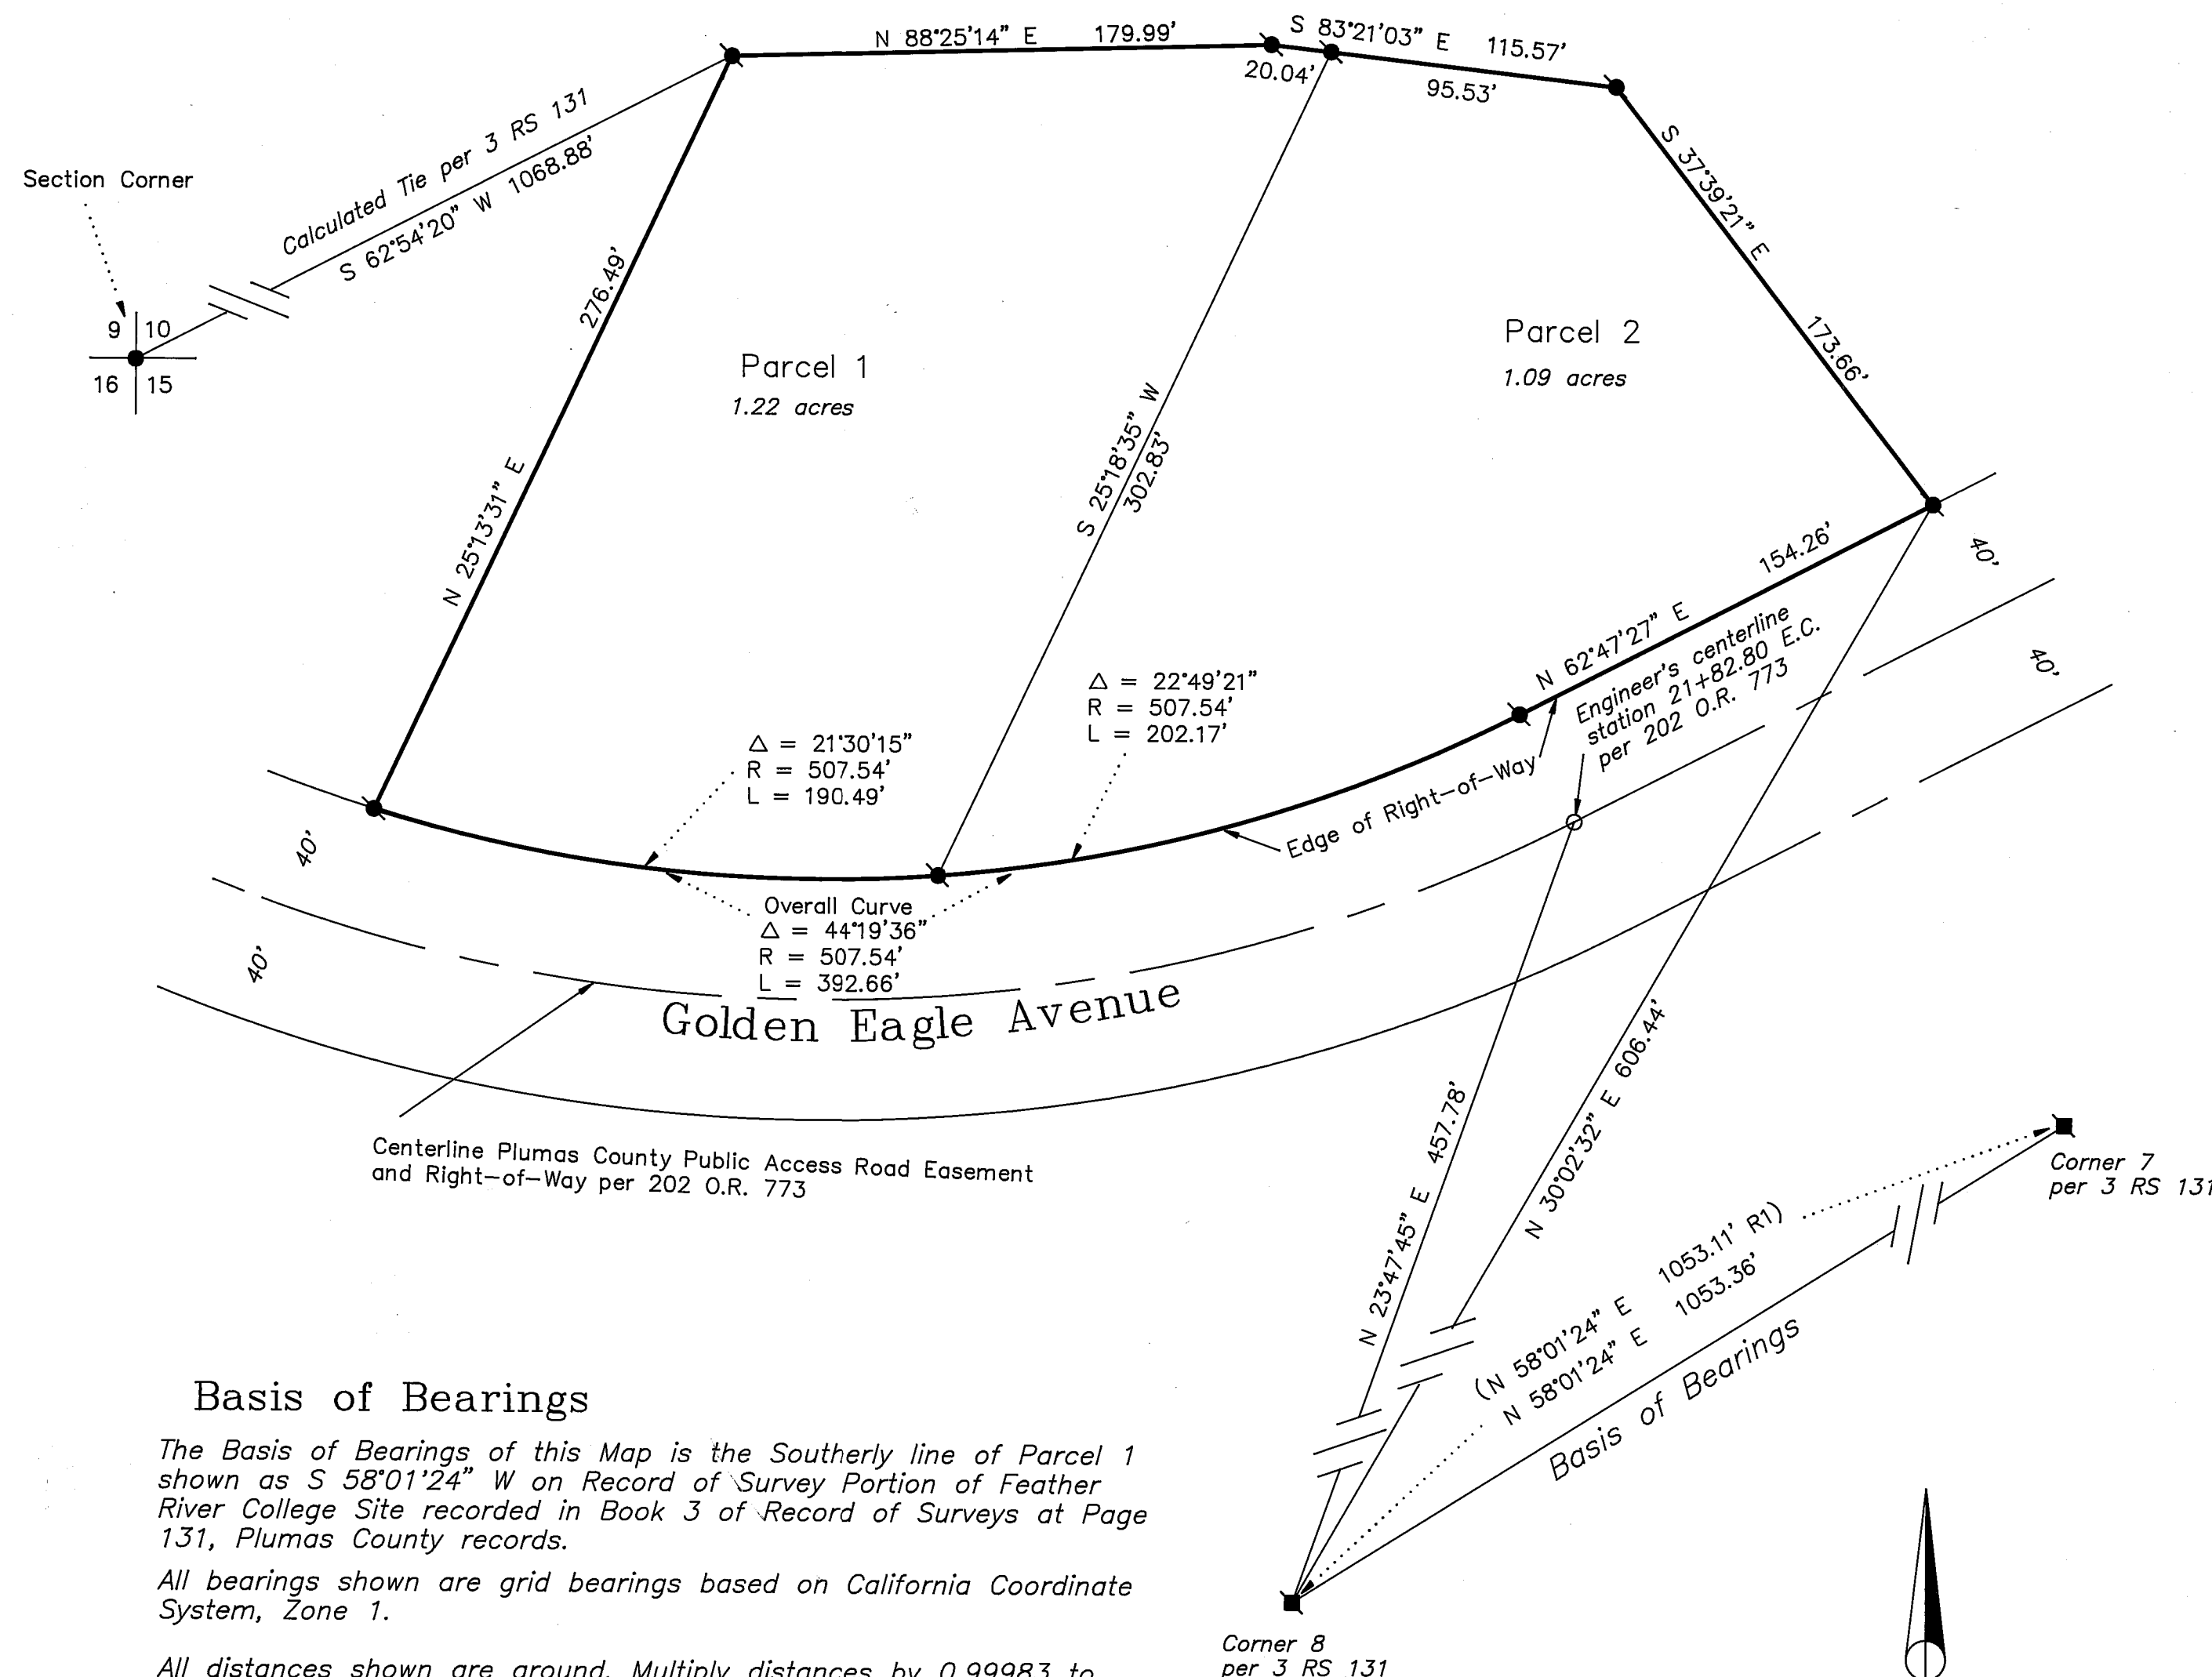 N 88°25'14" E 179.99'
S 83°21'03" E 115.57'
20.04'
95.53'
Calculated Tie per 3 RS 131
S 62°54'20" W 1068.88'
Section Corner
9 10
16 15
276.49'
N 25°13'31" E
Parcel 1
1.22 acres
S 25°18'35" W
302.83'
Parcel 2
1.09 acres
S 37°39'21" E
173.66'
154.26'
N 62°47'27" E
40'
40'
Engineer's centerline
station 21+82.80 E.C.
per 202 O.R. 773
Δ = 22°49'21"
R = 507.54'
L = 202.17'
Δ = 21°30'15"
R = 507.54'
L = 190.49'
Edge of Right-of-Way
40'
40'
Overall Curve
Δ = 44°19'36"
R = 507.54'
L = 392.66'
Golden Eagle Avenue
Centerline Plumas County Public Access Road Easement
and Right-of-Way per 202 O.R. 773
N 23°47'45" E 457.78'
N 30°02'32" E 606.44'
Corner 7
per 3 RS 131
(N 58°01'24" E 1053.11' R1)
N 58°01'24" E 1053.36'
Basis of Bearings
Corner 8
per 3 RS 131
Basis of Bearings
The Basis of Bearings of this Map is the Southerly line of Parcel 1
shown as S 58°01'24" W on Record of Survey Portion of Feather
River College Site recorded in Book 3 of Record of Surveys at Page
131, Plumas County records.
All bearings shown are grid bearings based on California Coordinate
System, Zone 1.
All distances shown are ground. Multiply distances by 0.99983 to